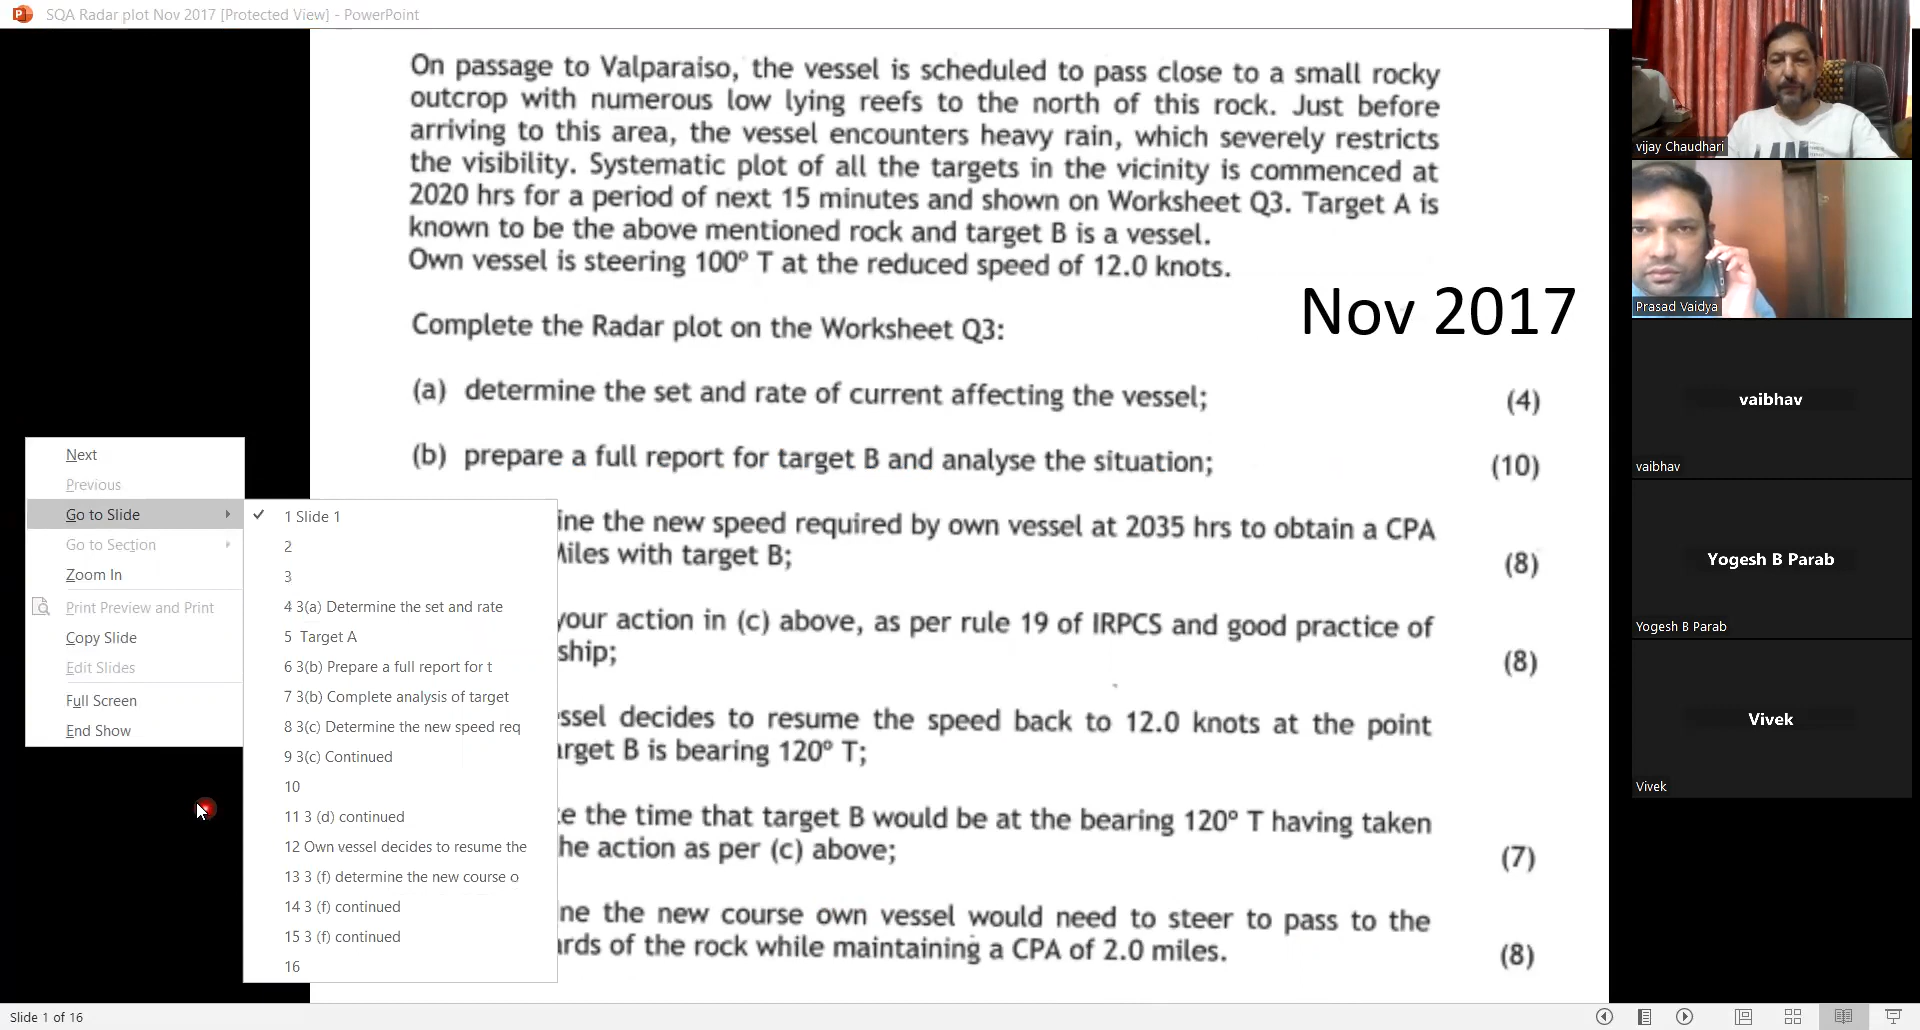 SQA Radar plot Nov 2017 [Protected View] - PowerPoint
On passage to Valparaiso, the vessel is scheduled to pass close to a small rocky
outcrop with numerous low lying reefs to the north of this rock. Just before
arriving to this area, the vessel encounters heavy rain, which severely restricts
the visibility. Systematic plot of all the targets in the vicinity is commenced at
2020 hrs for a period of next 15 minutes and shown on Worksheet Q3. Target A is
known to be the above mentioned rock and target B is a vessel.
Own vessel is steering 100° T at the reduced speed of 12.0 knots.
Nov 2017
Complete the Radar plot on the Worksheet Q3:
(a) determine the set and rate of current affecting the vessel; (4)
(b) prepare a full report for target B and analyse the situation; (10)
ine the new speed required by own vessel at 2035 hrs to obtain a CPA
Miles with target B; (8)
your action in (c) above, as per rule 19 of IRPCS and good practice of
ship; (8)
ssel decides to resume the speed back to 12.0 knots at the point
arget B is bearing 120° T;
te the time that target B would be at the bearing 120° T having taken
he action as per (c) above; (7)
ne the new course own vessel would need to steer to pass to the
rds of the rock while maintaining a CPA of 2.0 miles. (8)
Next
Previous
Go to Slide
Go to Section
Zoom In
Print Preview and Print
Copy Slide
Edit Slides
Full Screen
End Show
1 Slide 1
2
3
4 3(a) Determine the set and rate
5 Target A
6 3(b) Prepare a full report for t
7 3(b) Complete analysis of target
8 3(c) Determine the new speed req
9 3(c) Continued
10
11 3 (d) continued
12 Own vessel decides to resume the
13 3 (f) determine the new course o
14 3 (f) continued
15 3 (f) continued
16
vijay Chaudhari
Prasad Vaidya
vaibhav
vaibhav
Yogesh B Parab
Yogesh B Parab
Vivek
Vivek
Slide 1 of 16